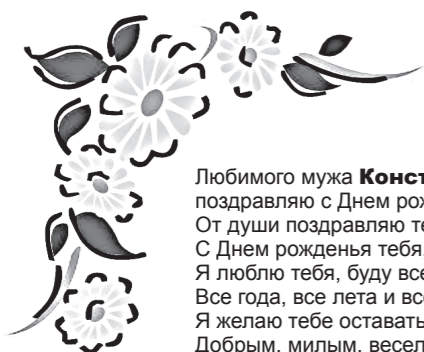 Любимого мужа
поздравляю с Днем
От души поздравляю
С Днем рожденья тебя,
Я люблю тебя, буду
Все года, все лета и
Я желаю тебе
Добрым, милым,